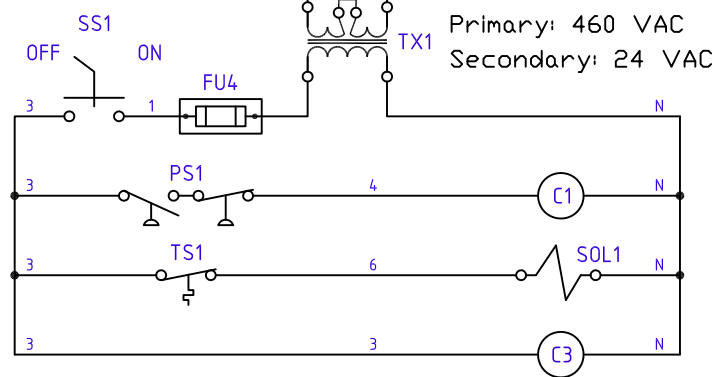 SS1
Primary: 460 VAC
OFF ON
TX1
Secondary: 24 VAC
FU4
3 1 N
PS1
3 4 C1 N
TS1 SOL1
3 6 N
3 3 C3 N